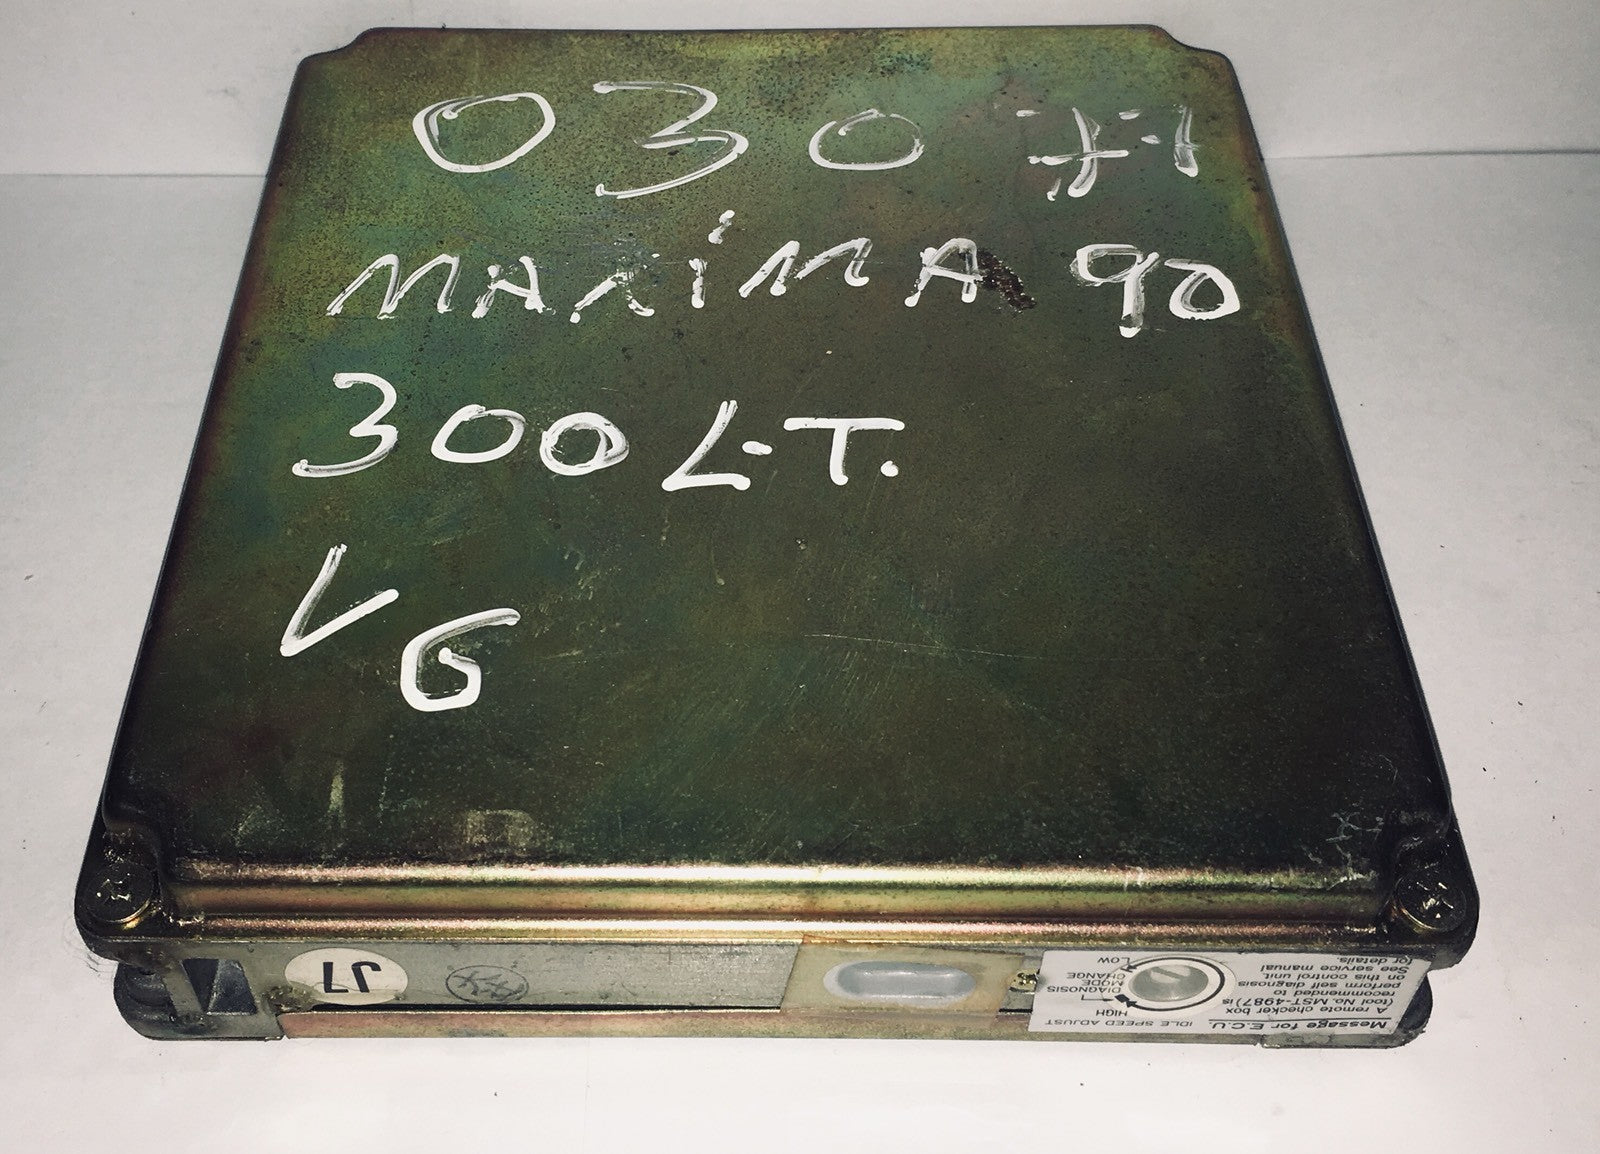 030
MAXiMA 90
300 L.T.
V6
J7
Message for E.C.U.
A remote checker box
(tool No. MST-4987) is
recommended to
perform self diagnosis
on this control unit.
See service manual
for details.
IDLE SPEED ADJUST
HIGH
DIAGNOSIS
MODE
CHANGE
LOW